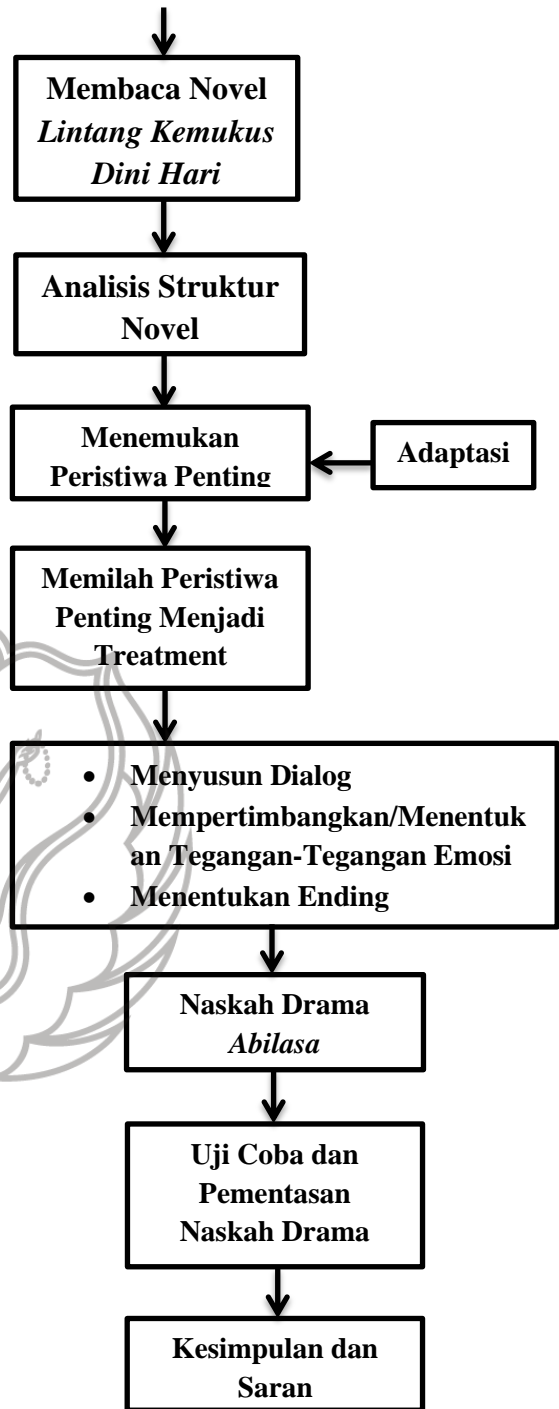 Membaca Novel
Lintang Kemukus
Dini Hari
Analisis Struktur
Novel
Menemukan
Peristiwa Penting
Adaptasi
Memilah Peristiwa
Penting Menjadi
Treatment
• Menyusun Dialog
• Mempertimbangkan/Menentuk
an Tegangan-Tegangan Emosi
• Menentukan Ending
Naskah Drama
Abilasa
Uji Coba dan
Pementasan
Naskah Drama
Kesimpulan dan
Saran